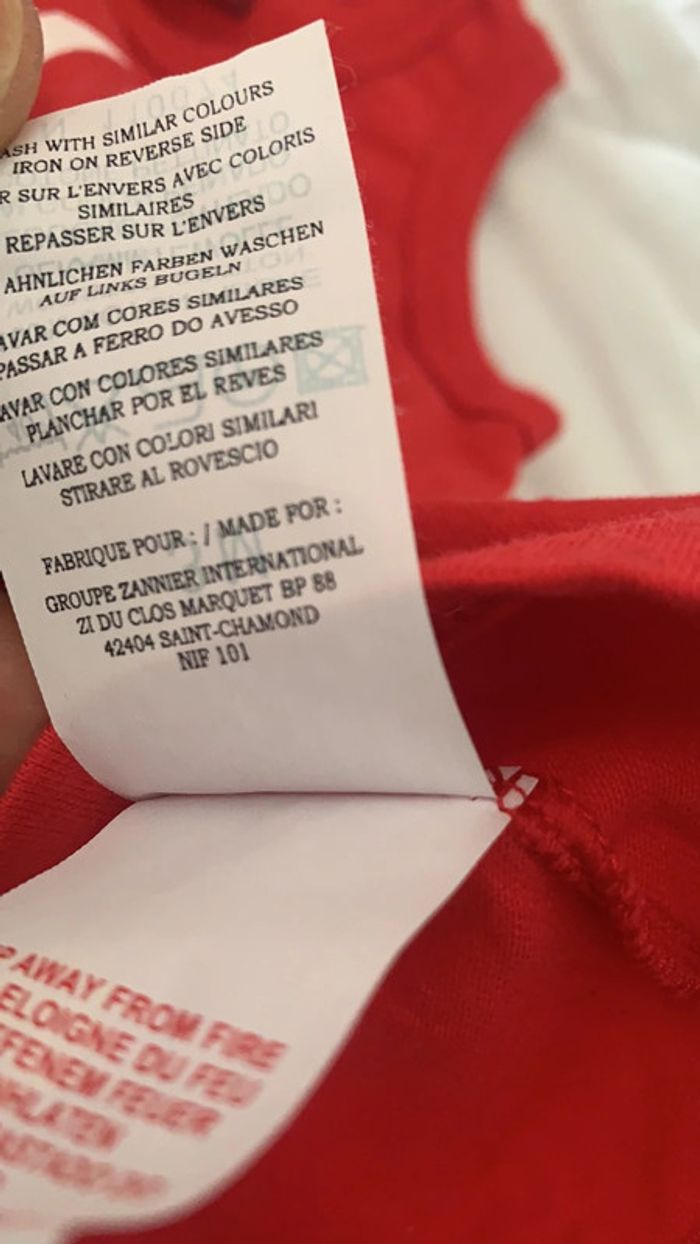 ASH WITH SIMILAR COLOURS
IRON ON REVERSE SIDE
R SUR L'ENVERS AVEC COLORIS
SIMILAIRES
REPASSER SUR L'ENVERS
AHNLICHEN FARBEN WASCHEN
AUF LINKS BUGELN
AVAR COM CORES SIMILARES
PASSAR A FERRO DO AVESSO
AVAR CON COLORES SIMILARES
PLANCHAR POR EL REVES
LAVARE CON COLORI SIMILARI
STIRARE AL ROVESCIO
FABRIQUE POUR : / MADE FOR :
GROUPE ZANNIER INTERNATIONAL
ZI DU CLOS MARQUET BP 88
42404 SAINT-CHAMOND
NIF 101
P AWAY FROM FIRE
ELOIGNE DU FEU
FFENEM FEUER